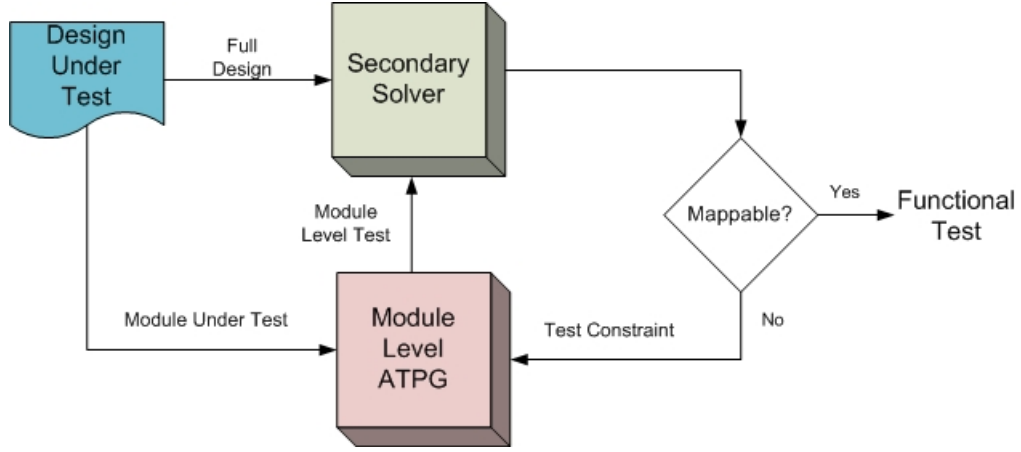 Design
Under
Test
Full
Design
Secondary
Solver
Module
Level Test
Mappable?
Yes
Functional
Test
Module Under Test
Module
Level
ATPG
Test Constraint
No